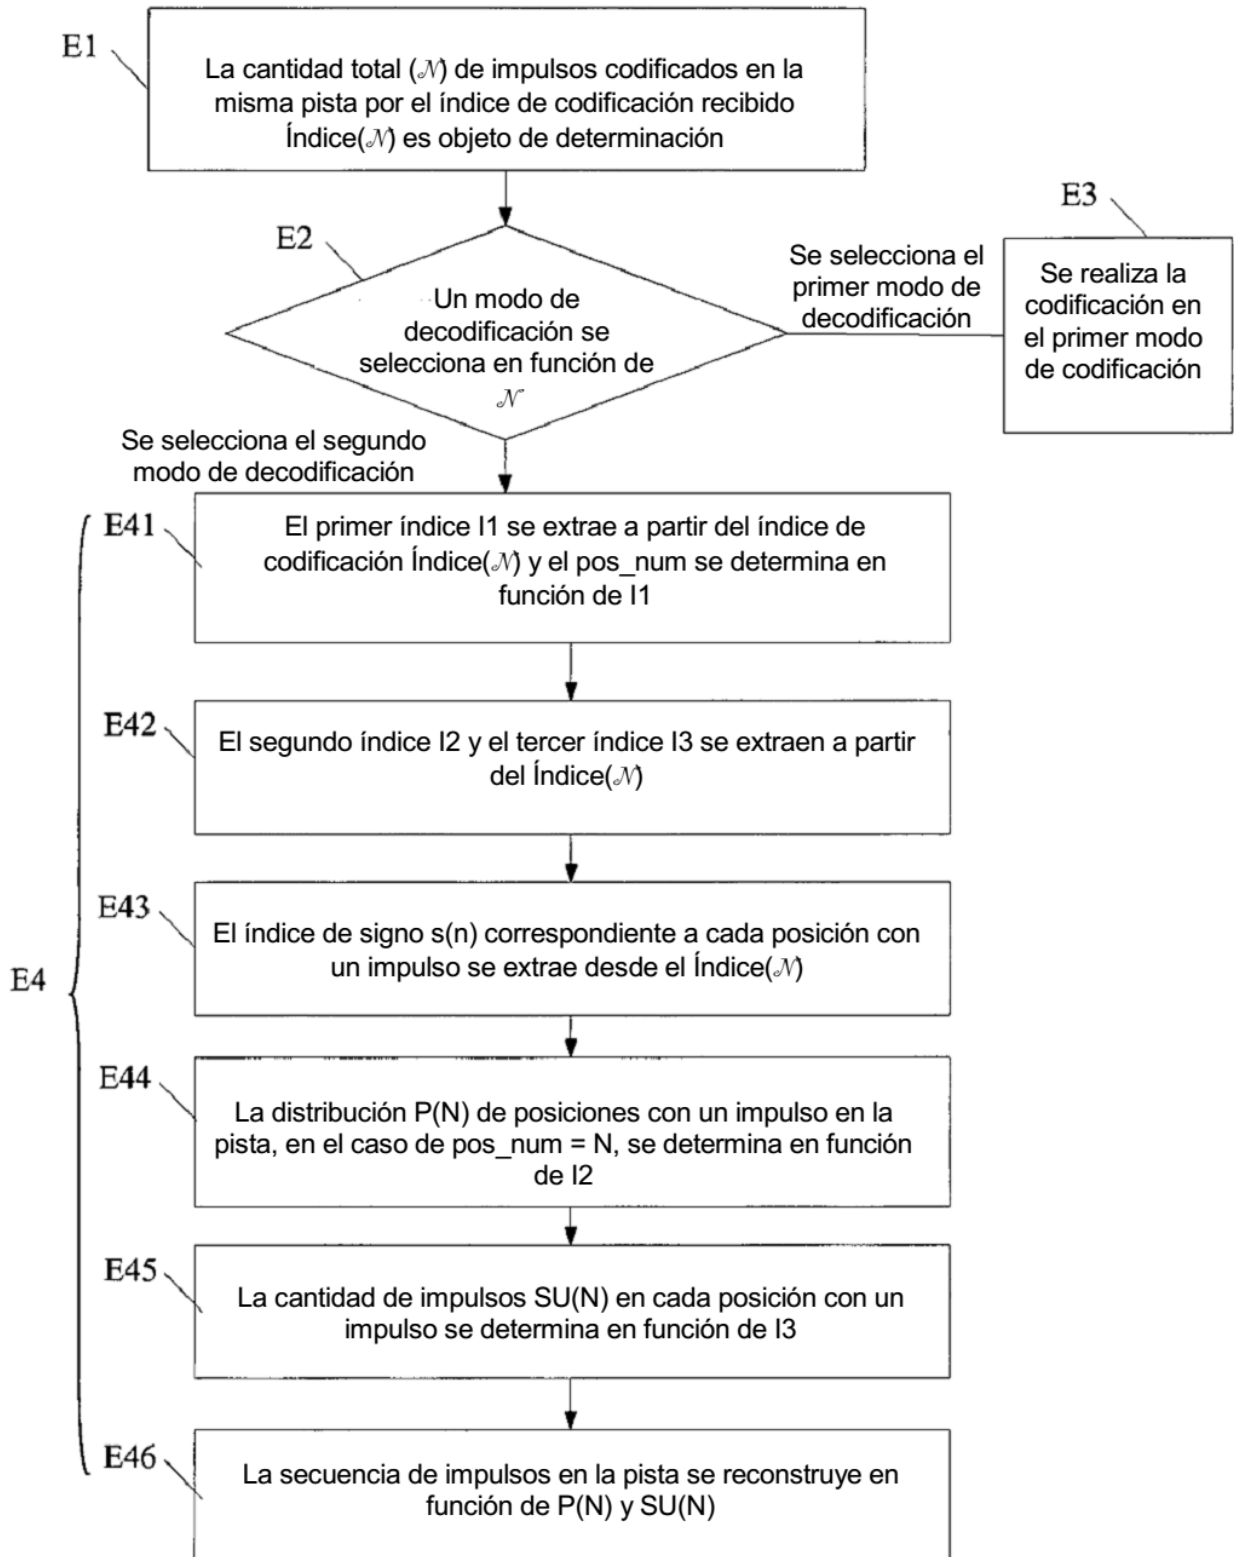 E1
La cantidad total (𝒩) de impulsos codificados en la
misma pista por el índice de codificación recibido
Índice(𝒩) es objeto de determinación
E2
Un modo de
decodificación se
selecciona en función de
𝒩
Se selecciona el
primer modo de
decodificación
E3
Se realiza la
codificación en
el primer modo
de codificación
Se selecciona el segundo
modo de decodificación
E4
E41
El primer índice I1 se extrae a partir del índice de
codificación Índice(𝒩) y el pos_num se determina en
función de I1
E42
El segundo índice I2 y el tercer índice I3 se extraen a partir
del Índice(𝒩)
E43
El índice de signo s(n) correspondiente a cada posición con
un impulso se extrae desde el Índice(𝒩)
E44
La distribución P(N) de posiciones con un impulso en la
pista, en el caso de pos_num = N, se determina en función
de I2
E45
La cantidad de impulsos SU(N) en cada posición con un
impulso se determina en función de I3
E46
La secuencia de impulsos en la pista se reconstruye en
función de P(N) y SU(N)